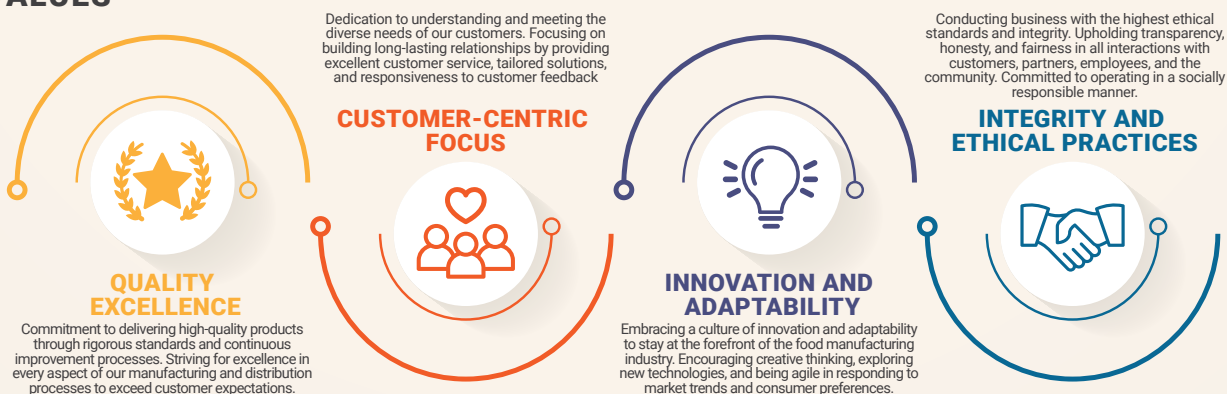 ALUES
QUALITY
EXCELLENCE
Commitment to delivering high-quality products
through rigorous standards and continuous
improvement processes. Striving for excellence in
every aspect of our manufacturing and distribution
processes to exceed customer expectations.
Dedication to understanding and meeting the
diverse needs of our customers. Focusing on
building long-lasting relationships by providing
excellent customer service, tailored solutions,
and responsiveness to customer feedback
CUSTOMER-CENTRIC
FOCUS
INNOVATION AND
ADAPTABILITY
Embracing a culture of innovation and adaptability
to stay at the forefront of the food manufacturing
industry. Encouraging creative thinking, exploring
new technologies, and being agile in responding to
market trends and consumer preferences.
Conducting business with the highest ethical
standards and integrity. Upholding transparency,
honesty, and fairness in all interactions with
customers, partners, employees, and the
community. Committed to operating in a socially
responsible manner.
INTEGRITY AND
ETHICAL PRACTICES